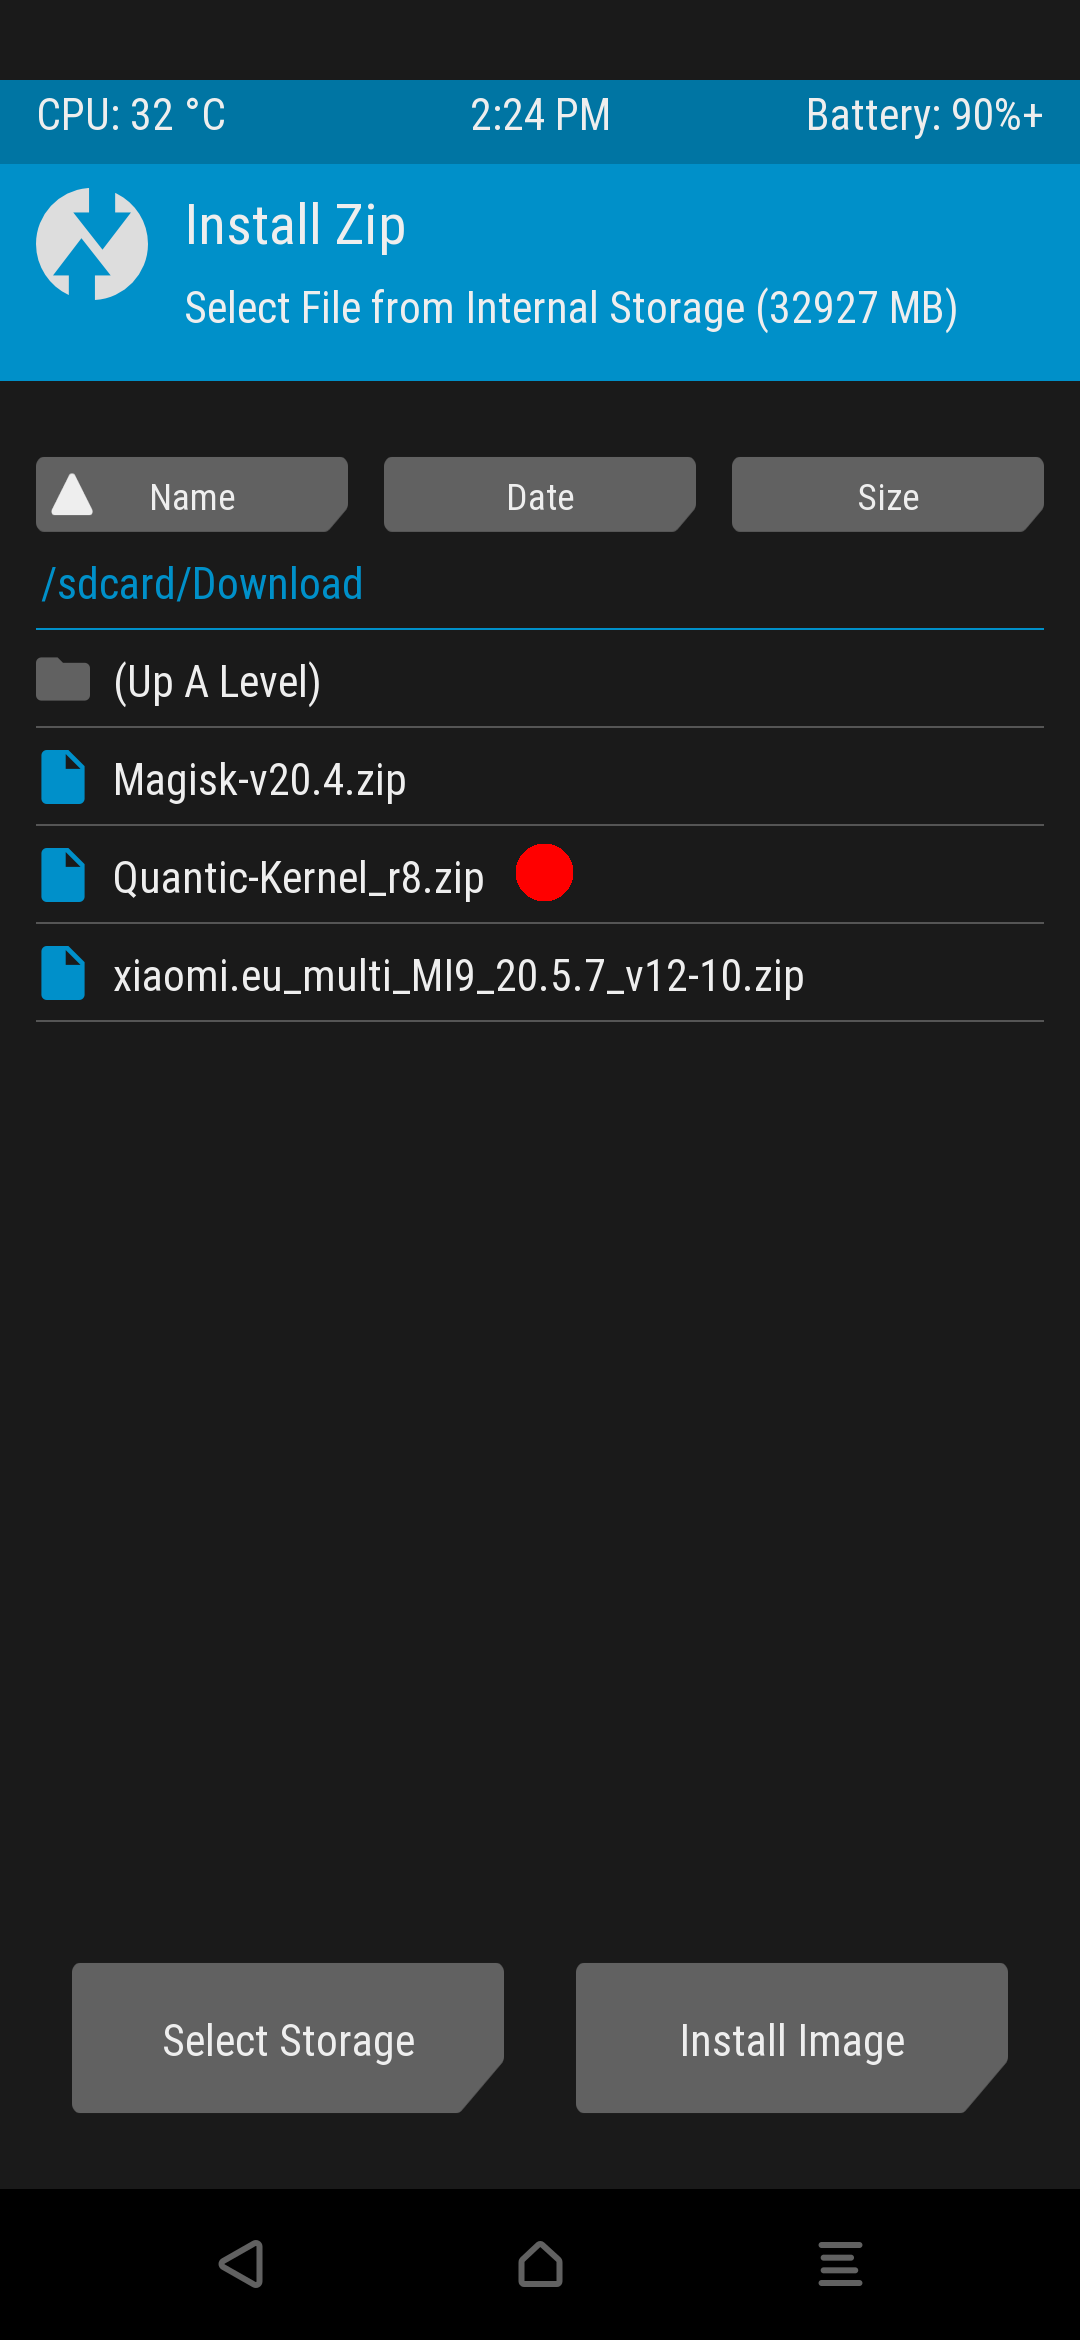 CPU: 32 °C 2:24 PM Battery: 90%+
Install Zip
Select File from Internal Storage (32927 MB)
Name Date Size
/sdcard/Download
(Up A Level)
Magisk-v20.4.zip
Quantic-Kernel_r8.zip
xiaomi.eu_multi_MI9_20.5.7_v12-10.zip
Select Storage Install Image